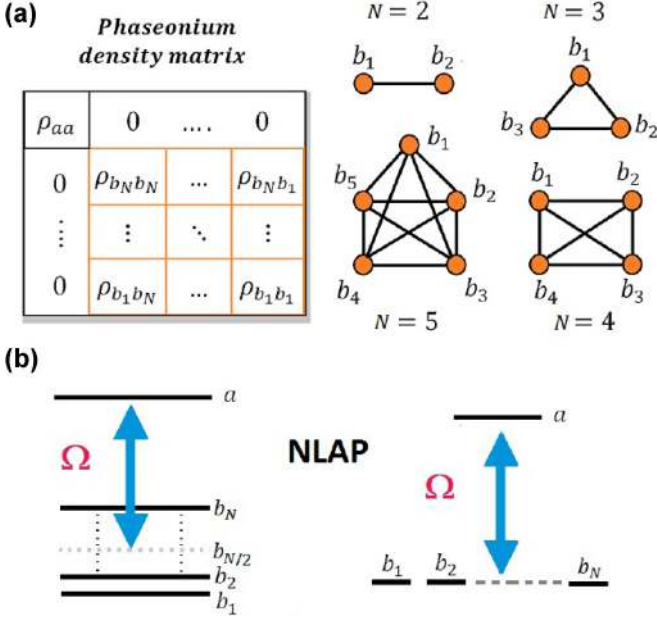 (a)
Phaseonium
density matrix
ρaa 0 .... 0
0 ρbNbN ... ρbNb1
⋮ ⋮ ⋱ ⋮
0 ρb1bN ... ρb1b1
N = 2
b1 b2
N = 3
b1
b3 b2
b1
b5 b2
b4 b3
N = 5
b1 b2
b4 b3
N = 4
(b)
a
Ω
bN
bN/2
b2
b1
NLAP
a
Ω
b1 b2 bN